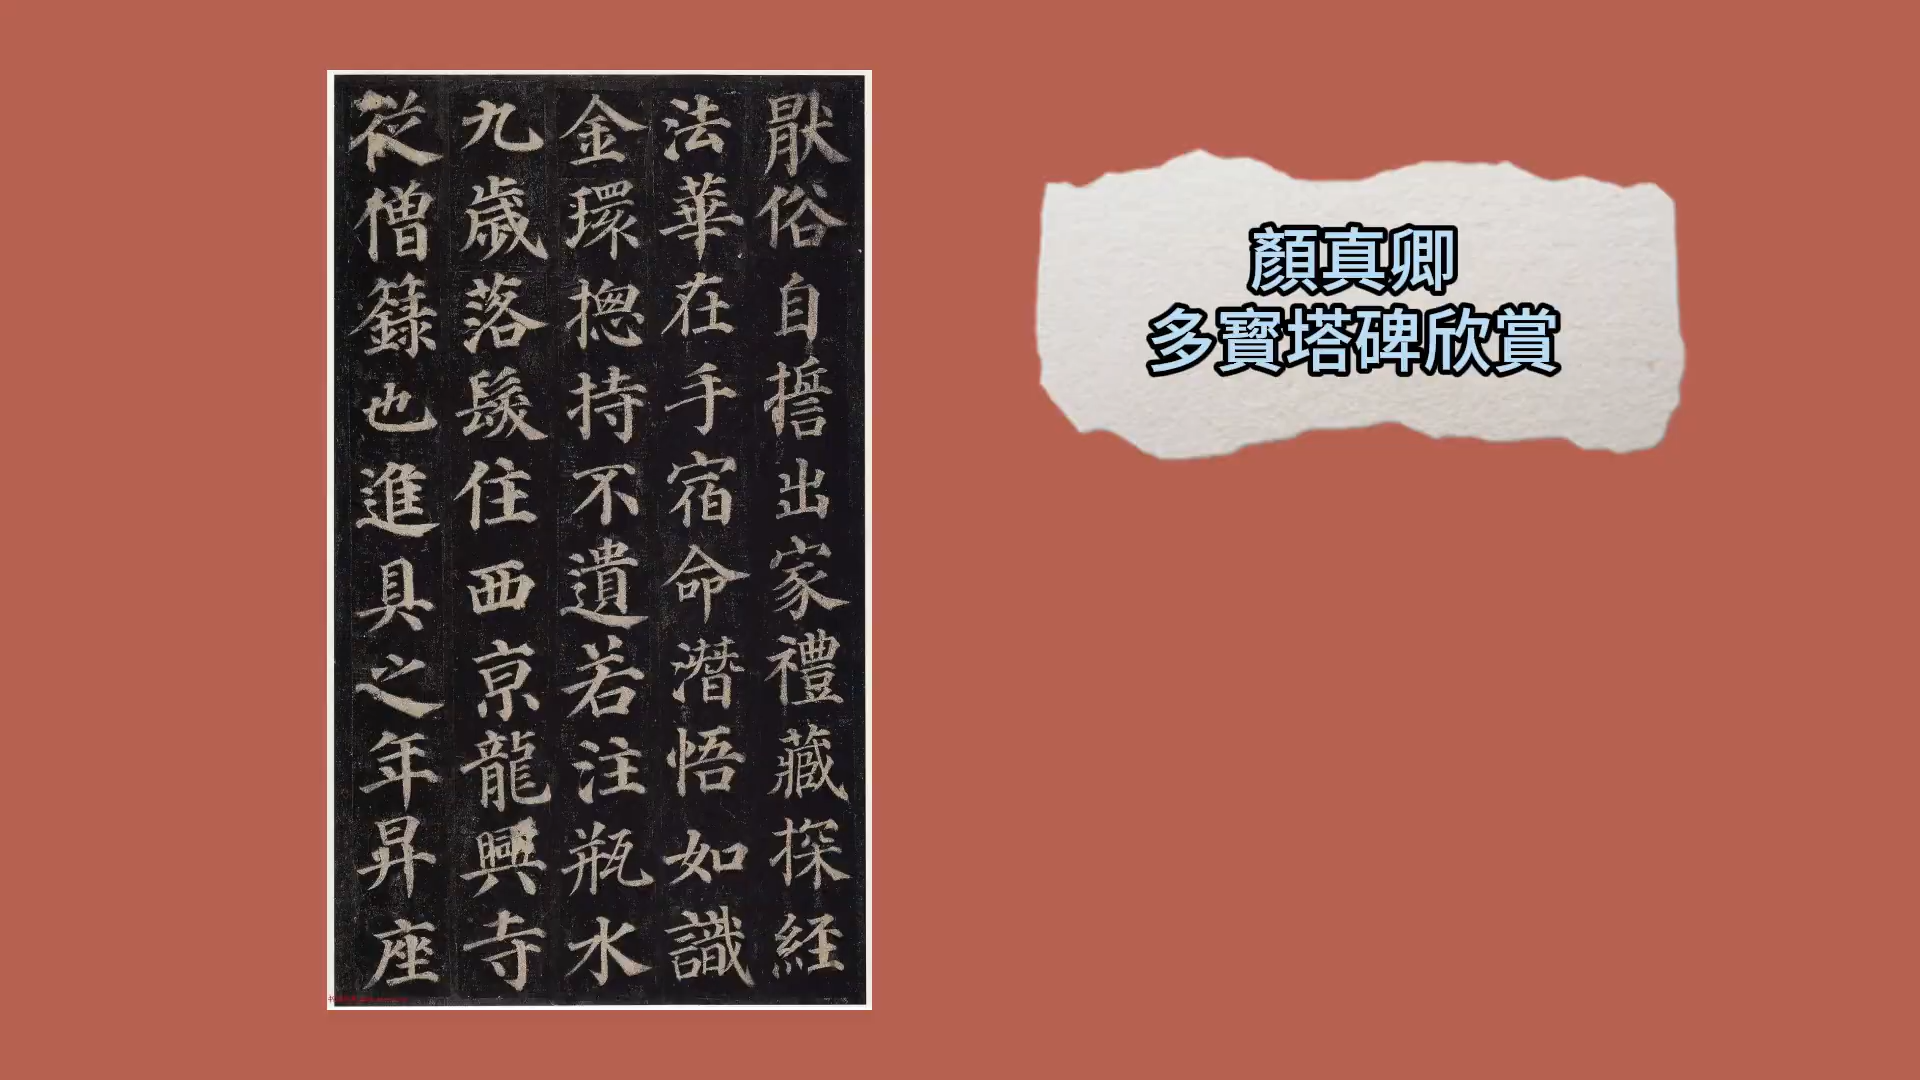 厭俗自誓出家禮藏探經
法華在手宿命潛悟如識
金環揔持不遺若注瓶水
九歲落髮住西京龍興寺
從僧籙也進具之年昇座
顏真卿
多寶塔碑欣賞